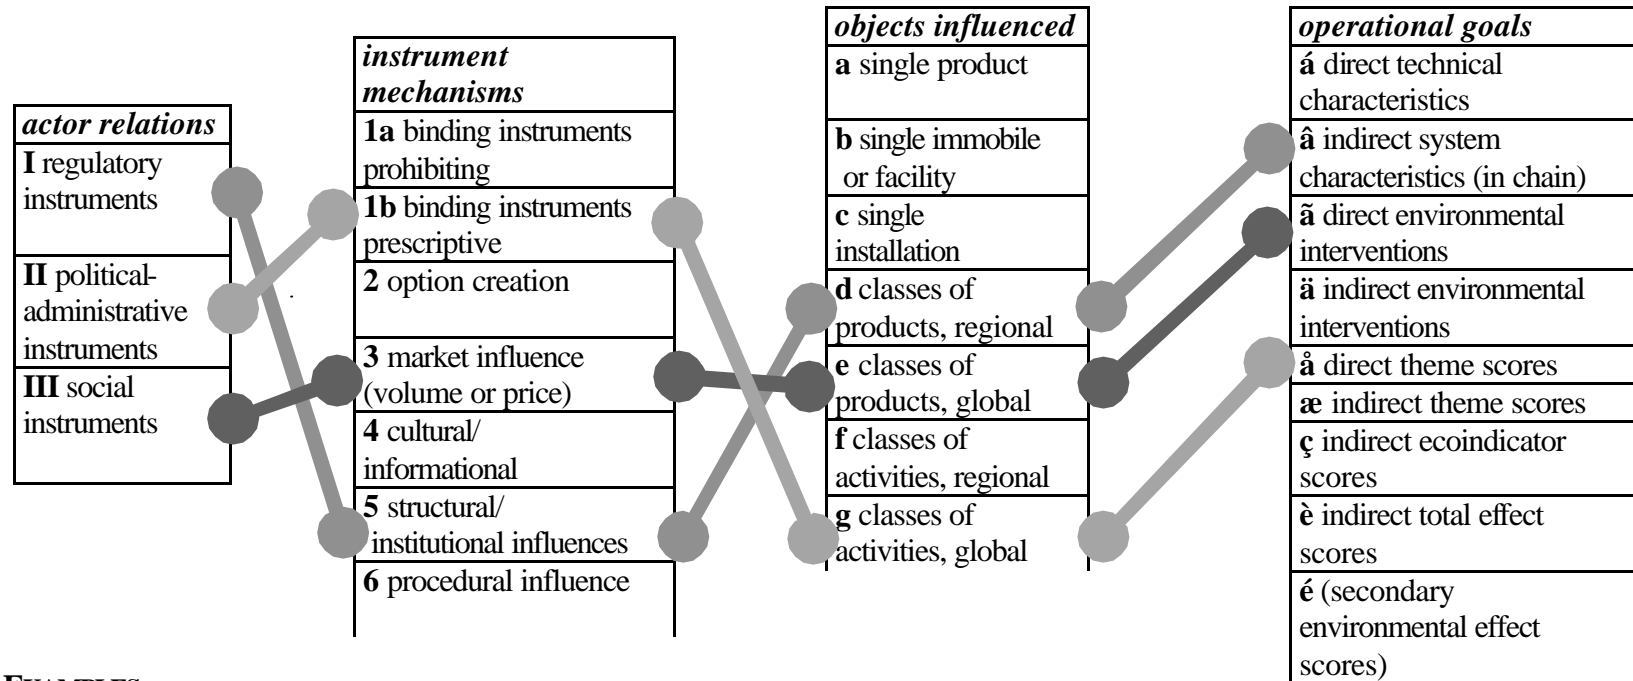 actor relations
I regulatory
instruments
II political-
administrative
instruments
III social
instruments
instrument
mechanisms
1a binding instruments
prohibiting
1b binding instruments
prescriptive
2 option creation
3 market influence
(volume or price)
4 cultural/
informational
5 structural/
institutional influences
6 procedural influence
objects influenced
a single product
b single immobile
or facility
c single
installation
d classes of
products, regional
e classes of
products, global
f classes of
activities, regional
g classes of
activities, global
operational goals
á direct technical
characteristics
â indirect system
characteristics (in chain)
ã direct environmental
interventions
ä indirect environmental
interventions
å direct theme scores
æ indirect theme scores
ç indirect ecoindicator
scores
è indirect total effect
scores
é (secondary
environmental effect
scores)
EXAMPLES